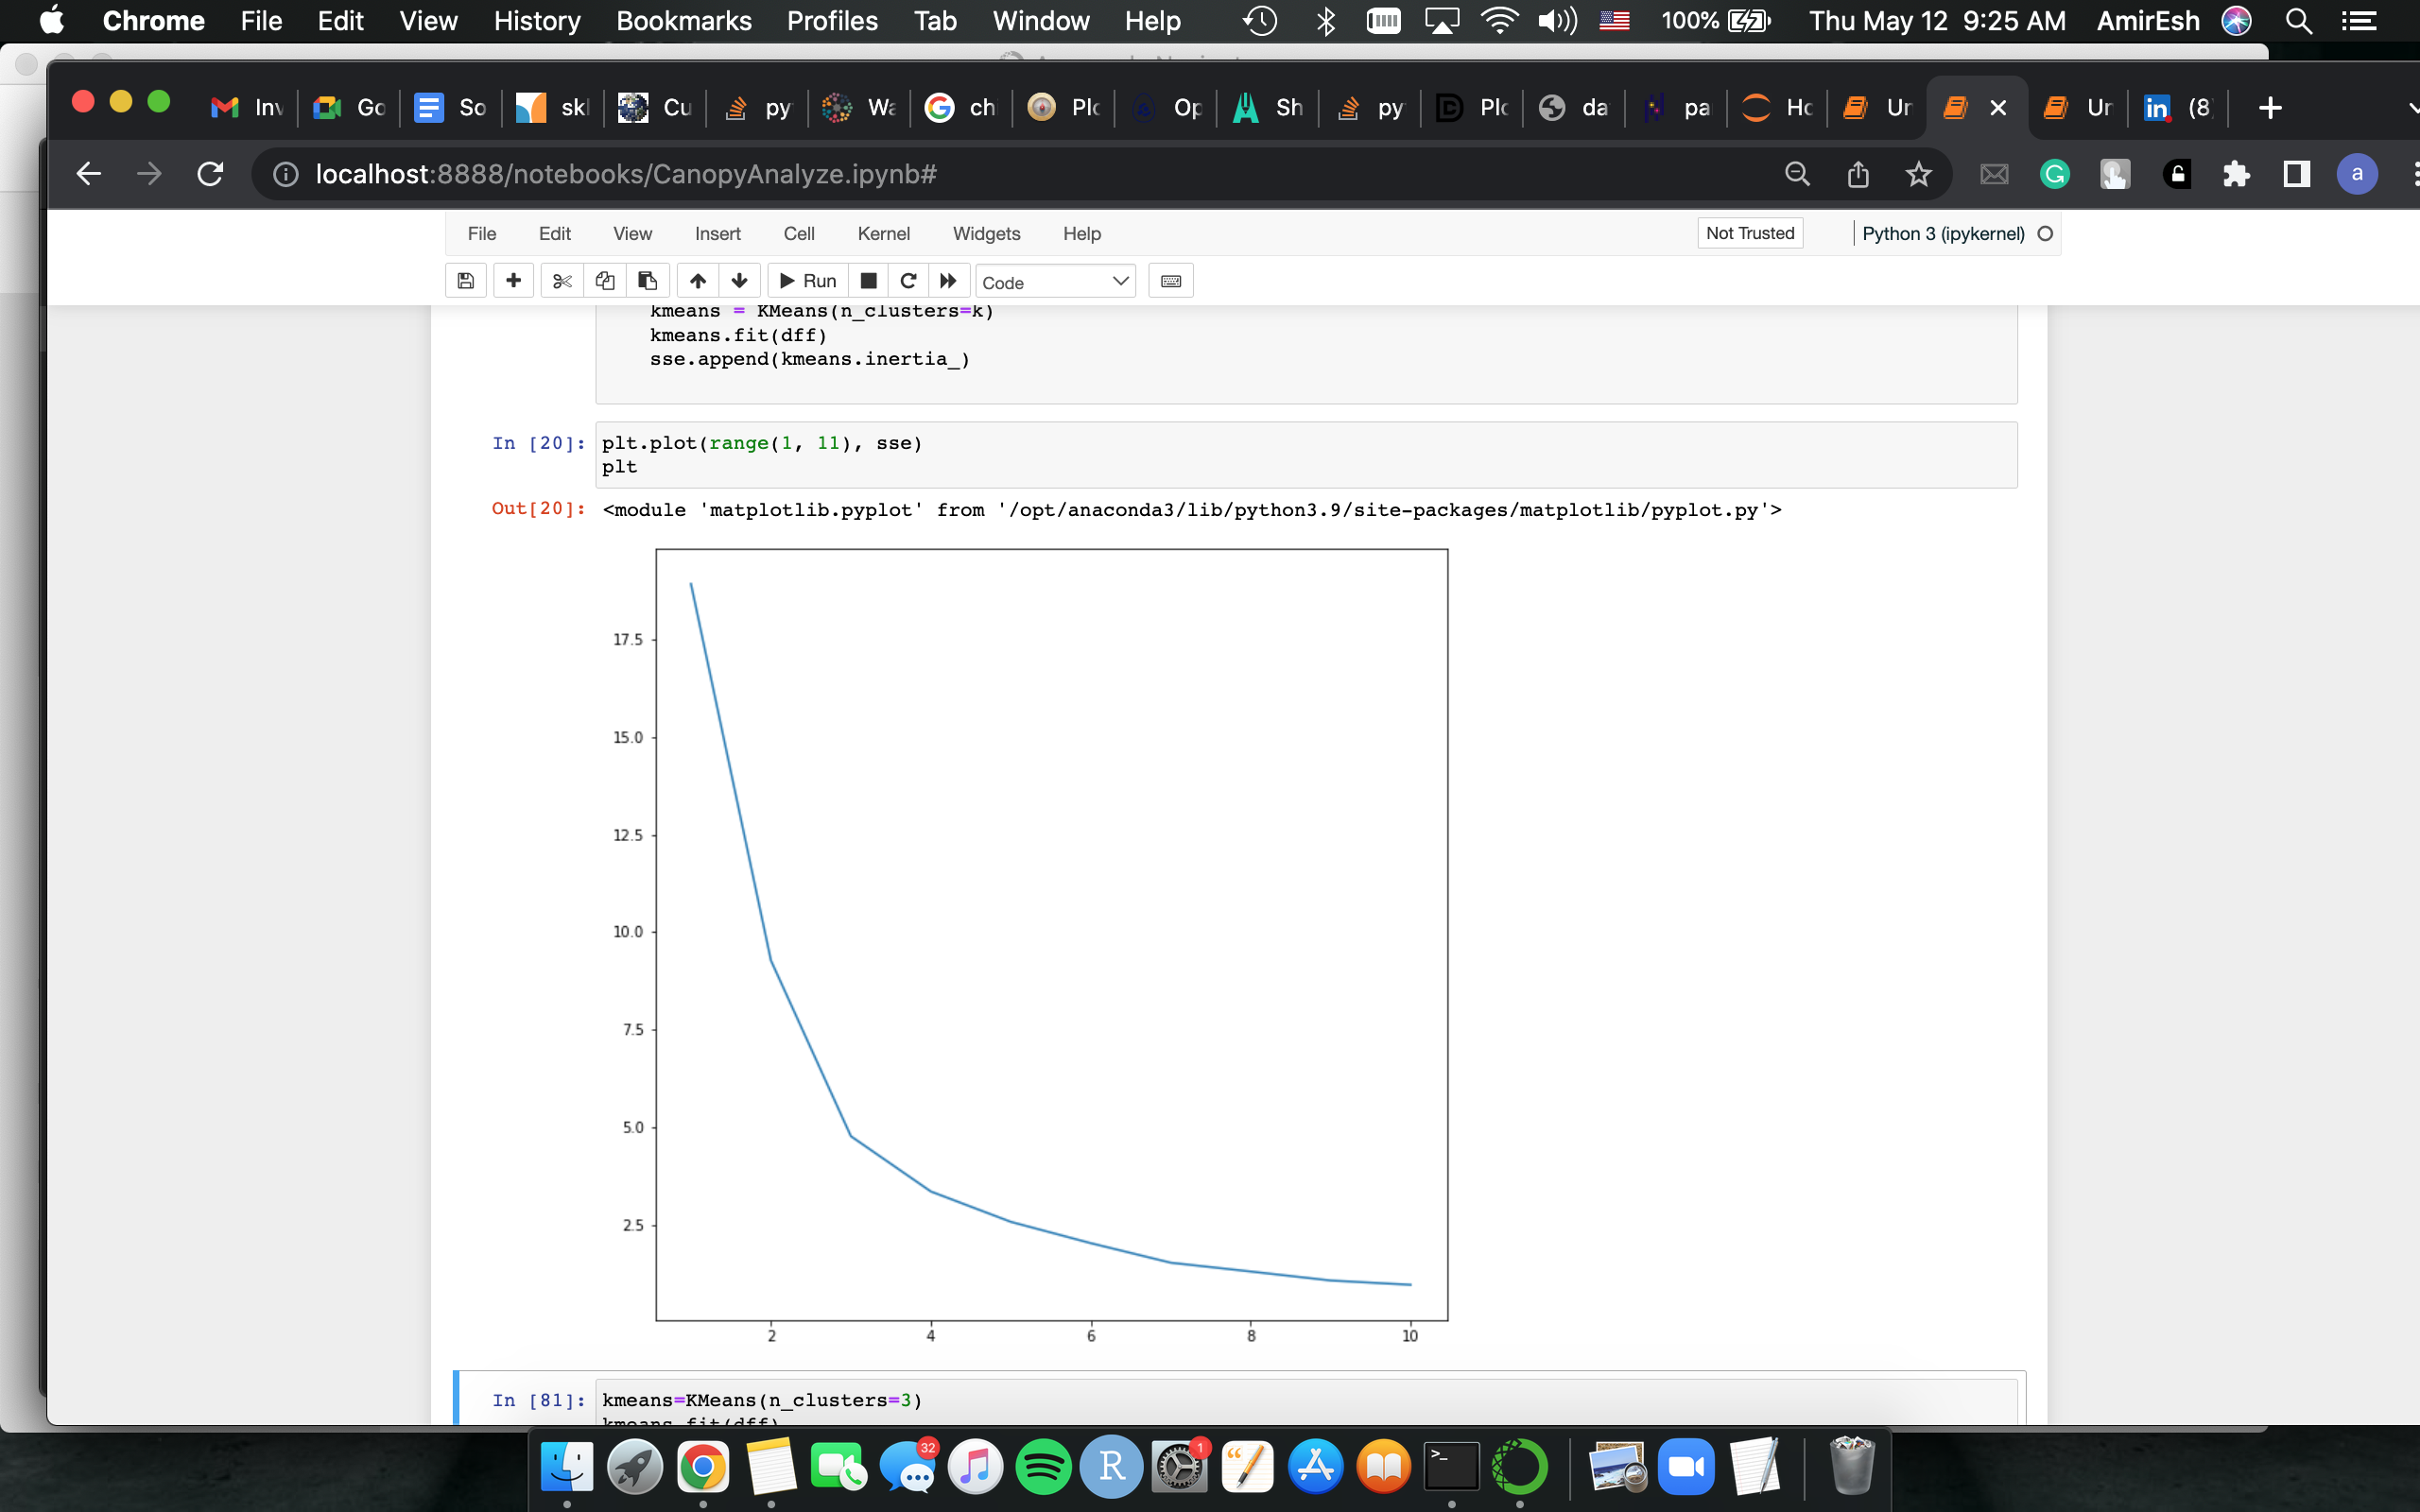 Chrome File Edit View History Bookmarks Profiles Tab Window Help 100% Thu May 12 9:25 AM AmirEsh
Inv Go So skl Cu py Wa chi Plo Op Sh py Plo da pa Ho Ur Ur (8
localhost:8888/notebooks/CanopyAnalyze.ipynb# a
File Edit View Insert Cell Kernel Widgets Help Not Trusted Python 3 (ipykernel)
Run Code
kmeans = KMeans(n_clusters=k)
kmeans.fit(dff)
sse.append(kmeans.inertia_)
In [20]: plt.plot(range(1, 11), sse)
plt
Out[20]: <module 'matplotlib.pyplot' from '/opt/anaconda3/lib/python3.9/site-packages/matplotlib/pyplot.py'>
17.5
15.0
12.5
10.0
7.5
5.0
2.5
2 4 6 8 10
In [81]: kmeans=KMeans(n_clusters=3)
kmeans.fit(dff)
32 R 1